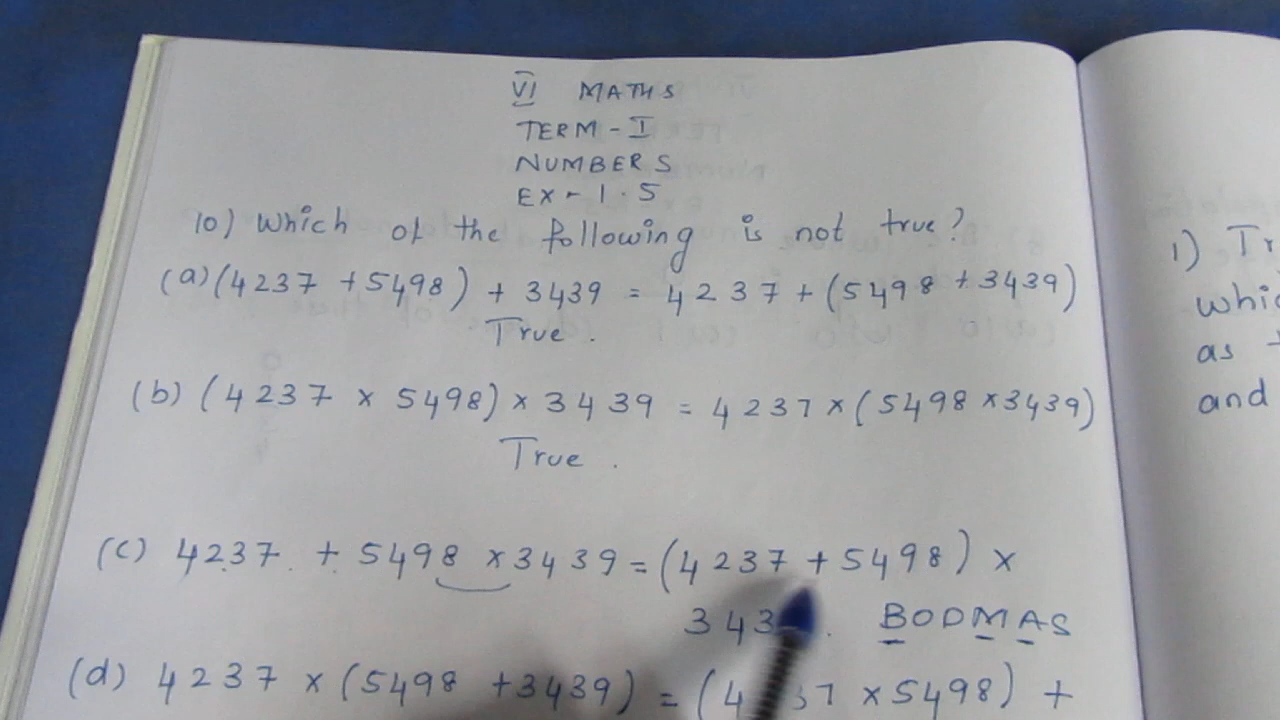 VI MATHS
TERM - I
NUMBERS
EX - 1.5
10) Which of the following is not true?
(a) (4237 + 5498) + 3439 = 4237 + (5498 + 3439)
True.
(b) (4237 x 5498) x 3439 = 4237 x (5498 x 3439)
True.
(c) 4237 + 5498 x 3439 = (4237 + 5498) x
343 . BODMAS
(d) 4237 x (5498 + 3439) = (4 37 x 5498) +
1) Tr
whic
as
and